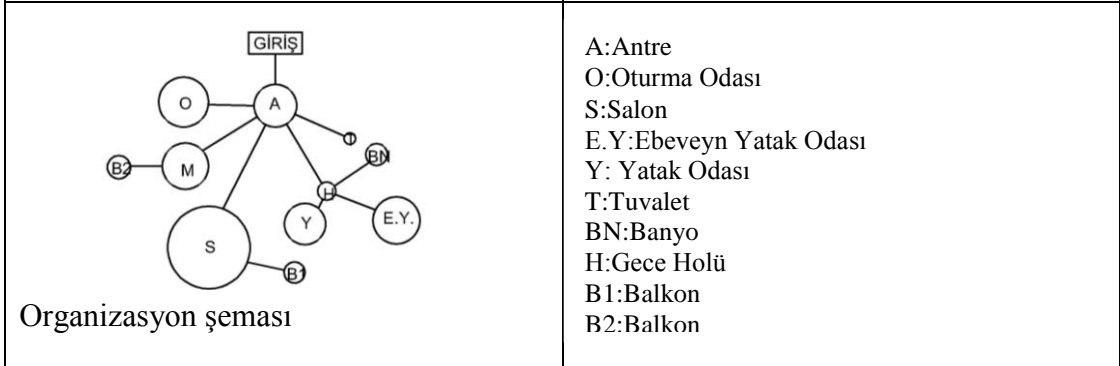 GİRİŞ
O
A
T
BN
B2
M
H
Y
E.Y.
S
B1
Organizasyon şeması
A:Antre
O:Oturma Odası
S:Salon
E.Y:Ebeveyn Yatak Odası
Y: Yatak Odası
T:Tuvalet
BN:Banyo
H:Gece Holü
B1:Balkon
B2:Balkon